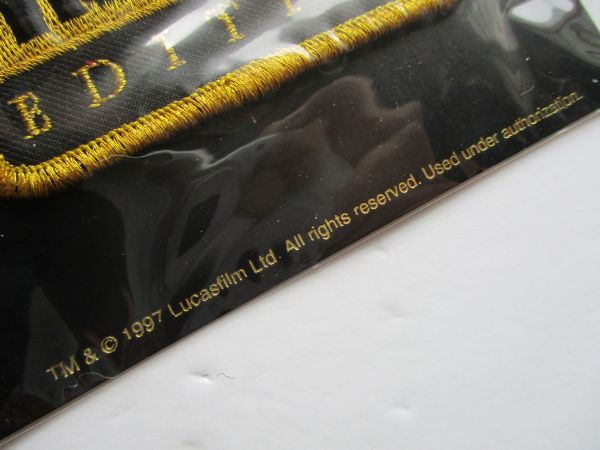 EDITI
TM & © 1997 Lucasfilm Ltd. All rights reserved. Used under authorization.